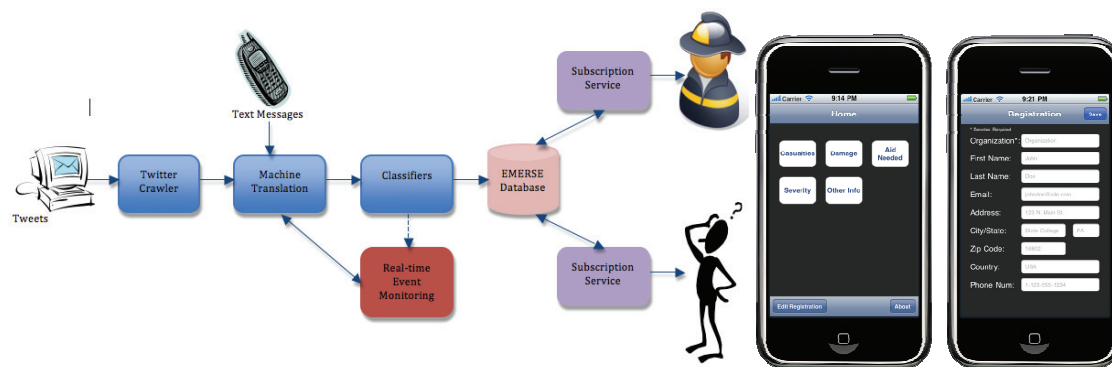 Tweets
Twitter
Crawler
Text Messages
Machine
Translation
Classifiers
Real-time
Event
Monitoring
EMERSE
Database
Subscription
Service
Subscription
Service
?
Carrier
9:14 PM
Home
Casualties
Damage
Aid
Needed
Severity
Other Info
Edit Registration
About
Carrier
9:21 PM
Registration
Save
Required
Organization*:
Organization
First Name:
John
Last Name:
Doe
Email:
Address:
123 N. Main St.
City/State:
State College
PA
Zip Code:
16802
Country:
USA
Phone Num:
1-123-555-1234